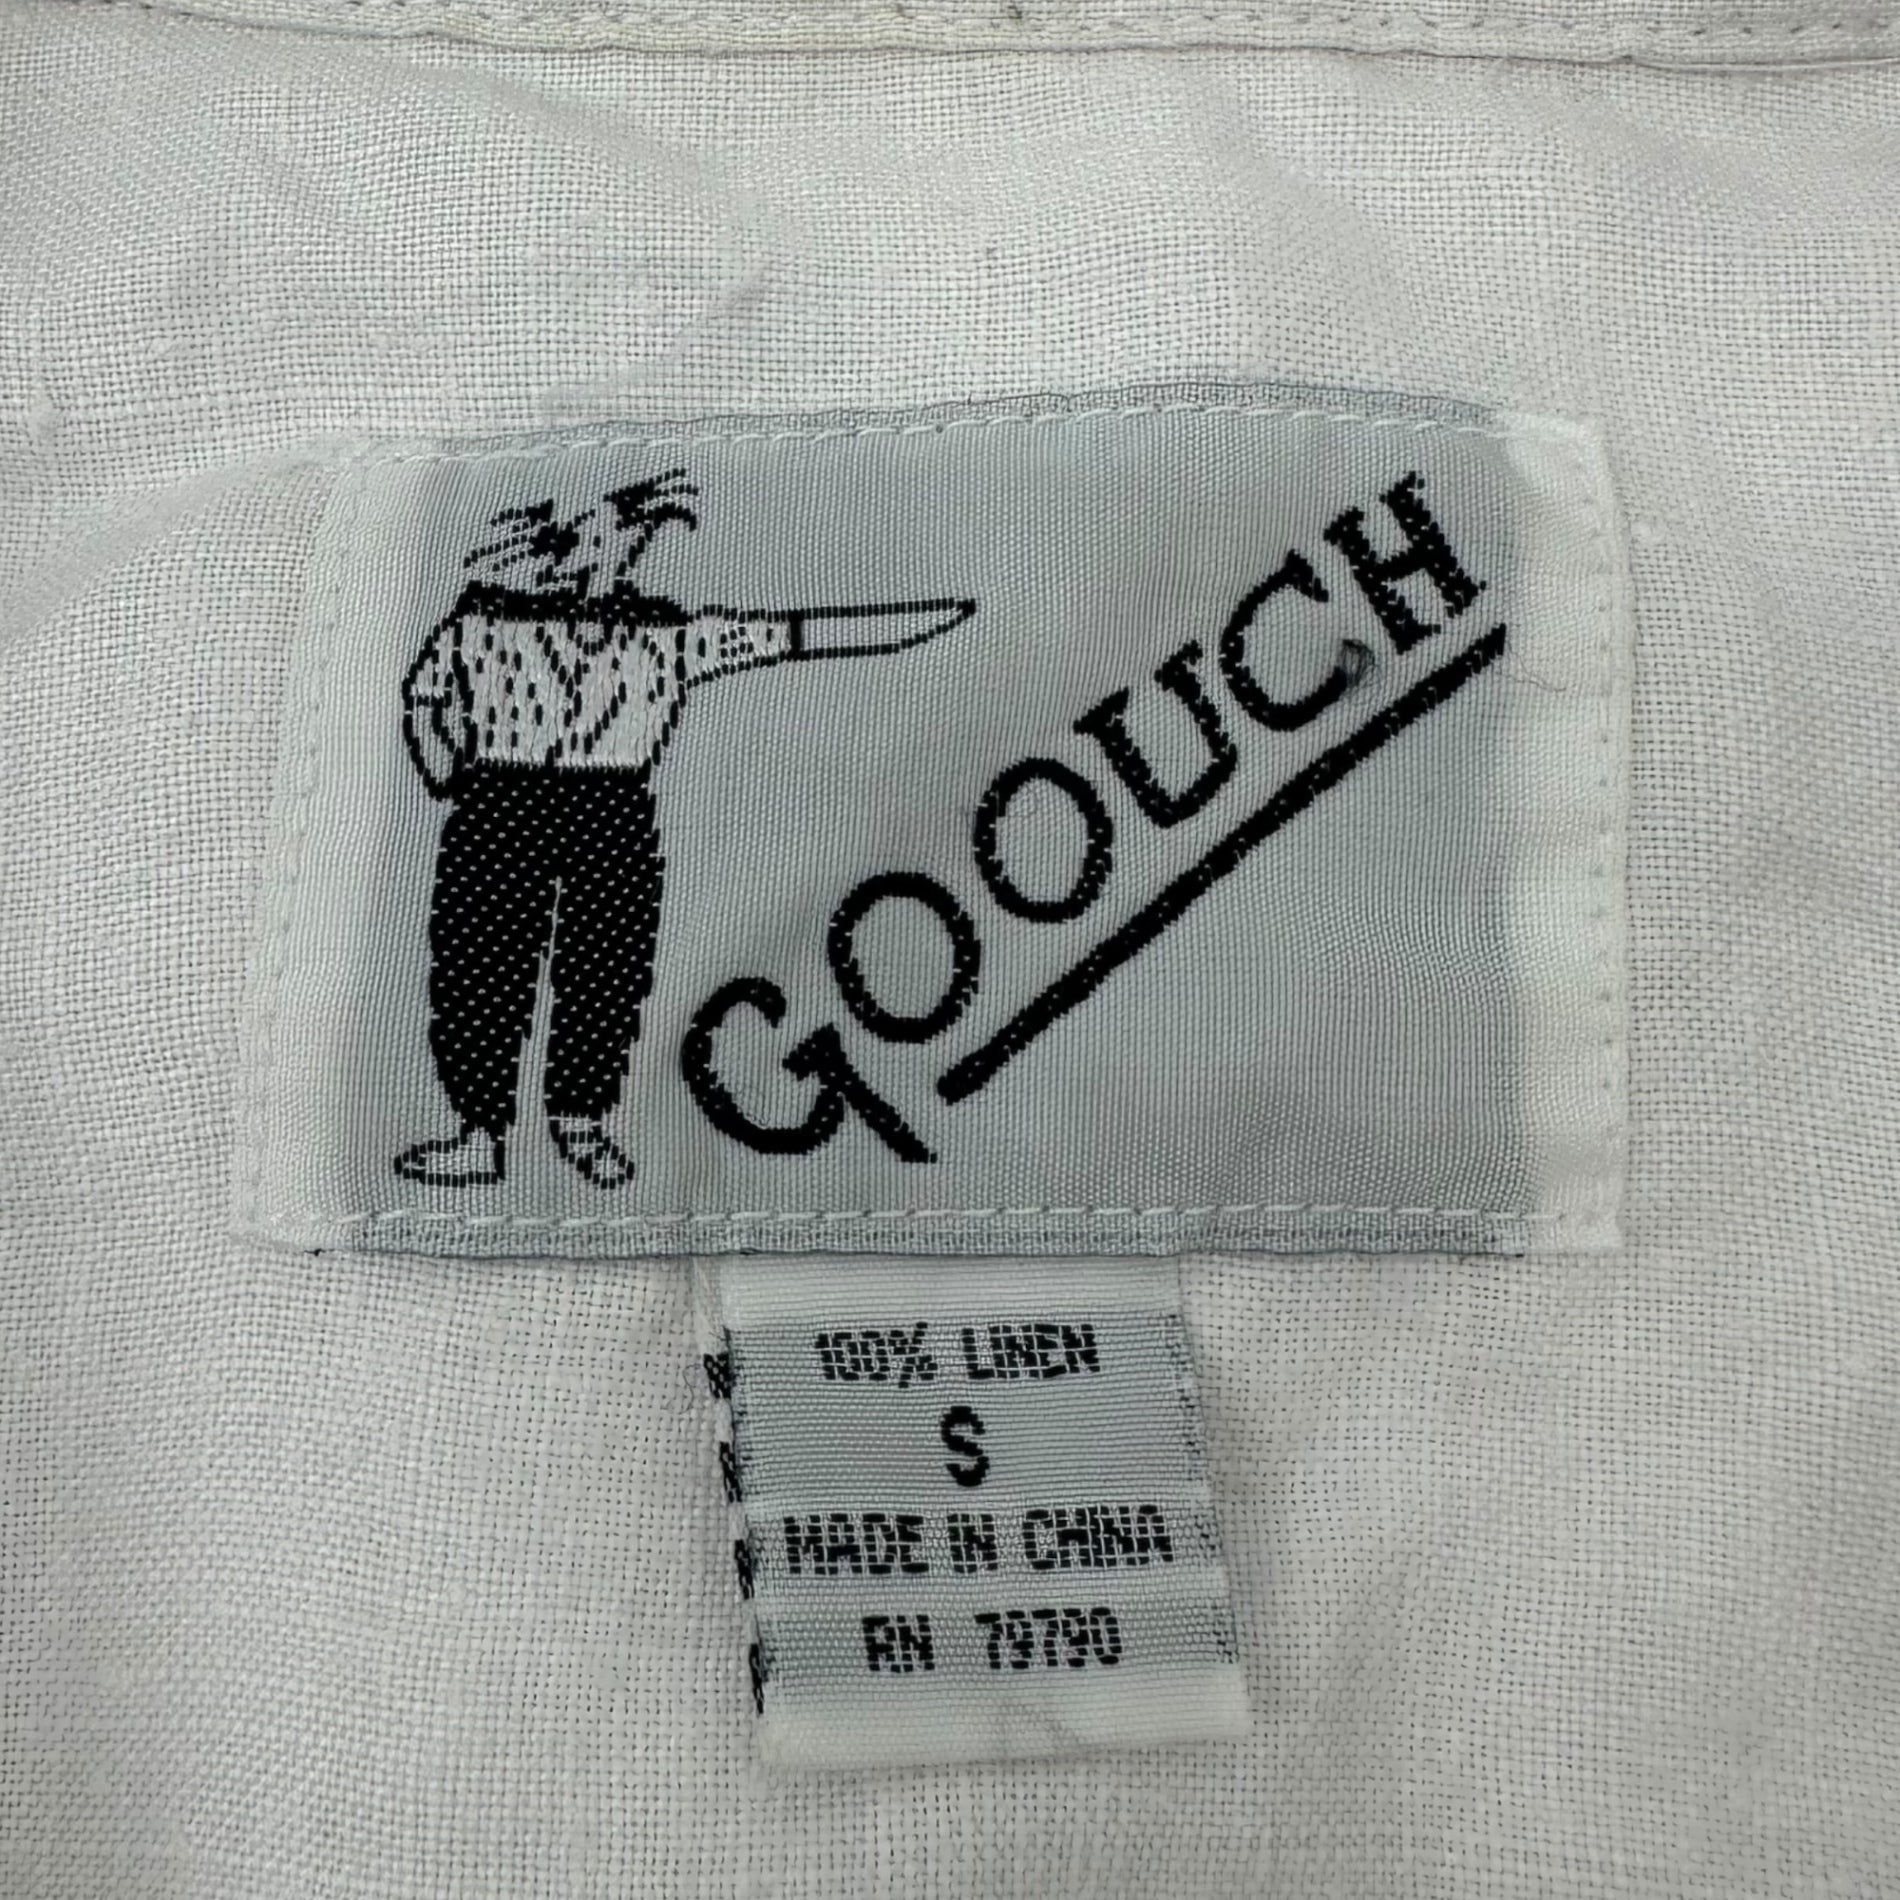 GOOUCH
100% LINEN
S
MADE IN CHINA
RN 79790